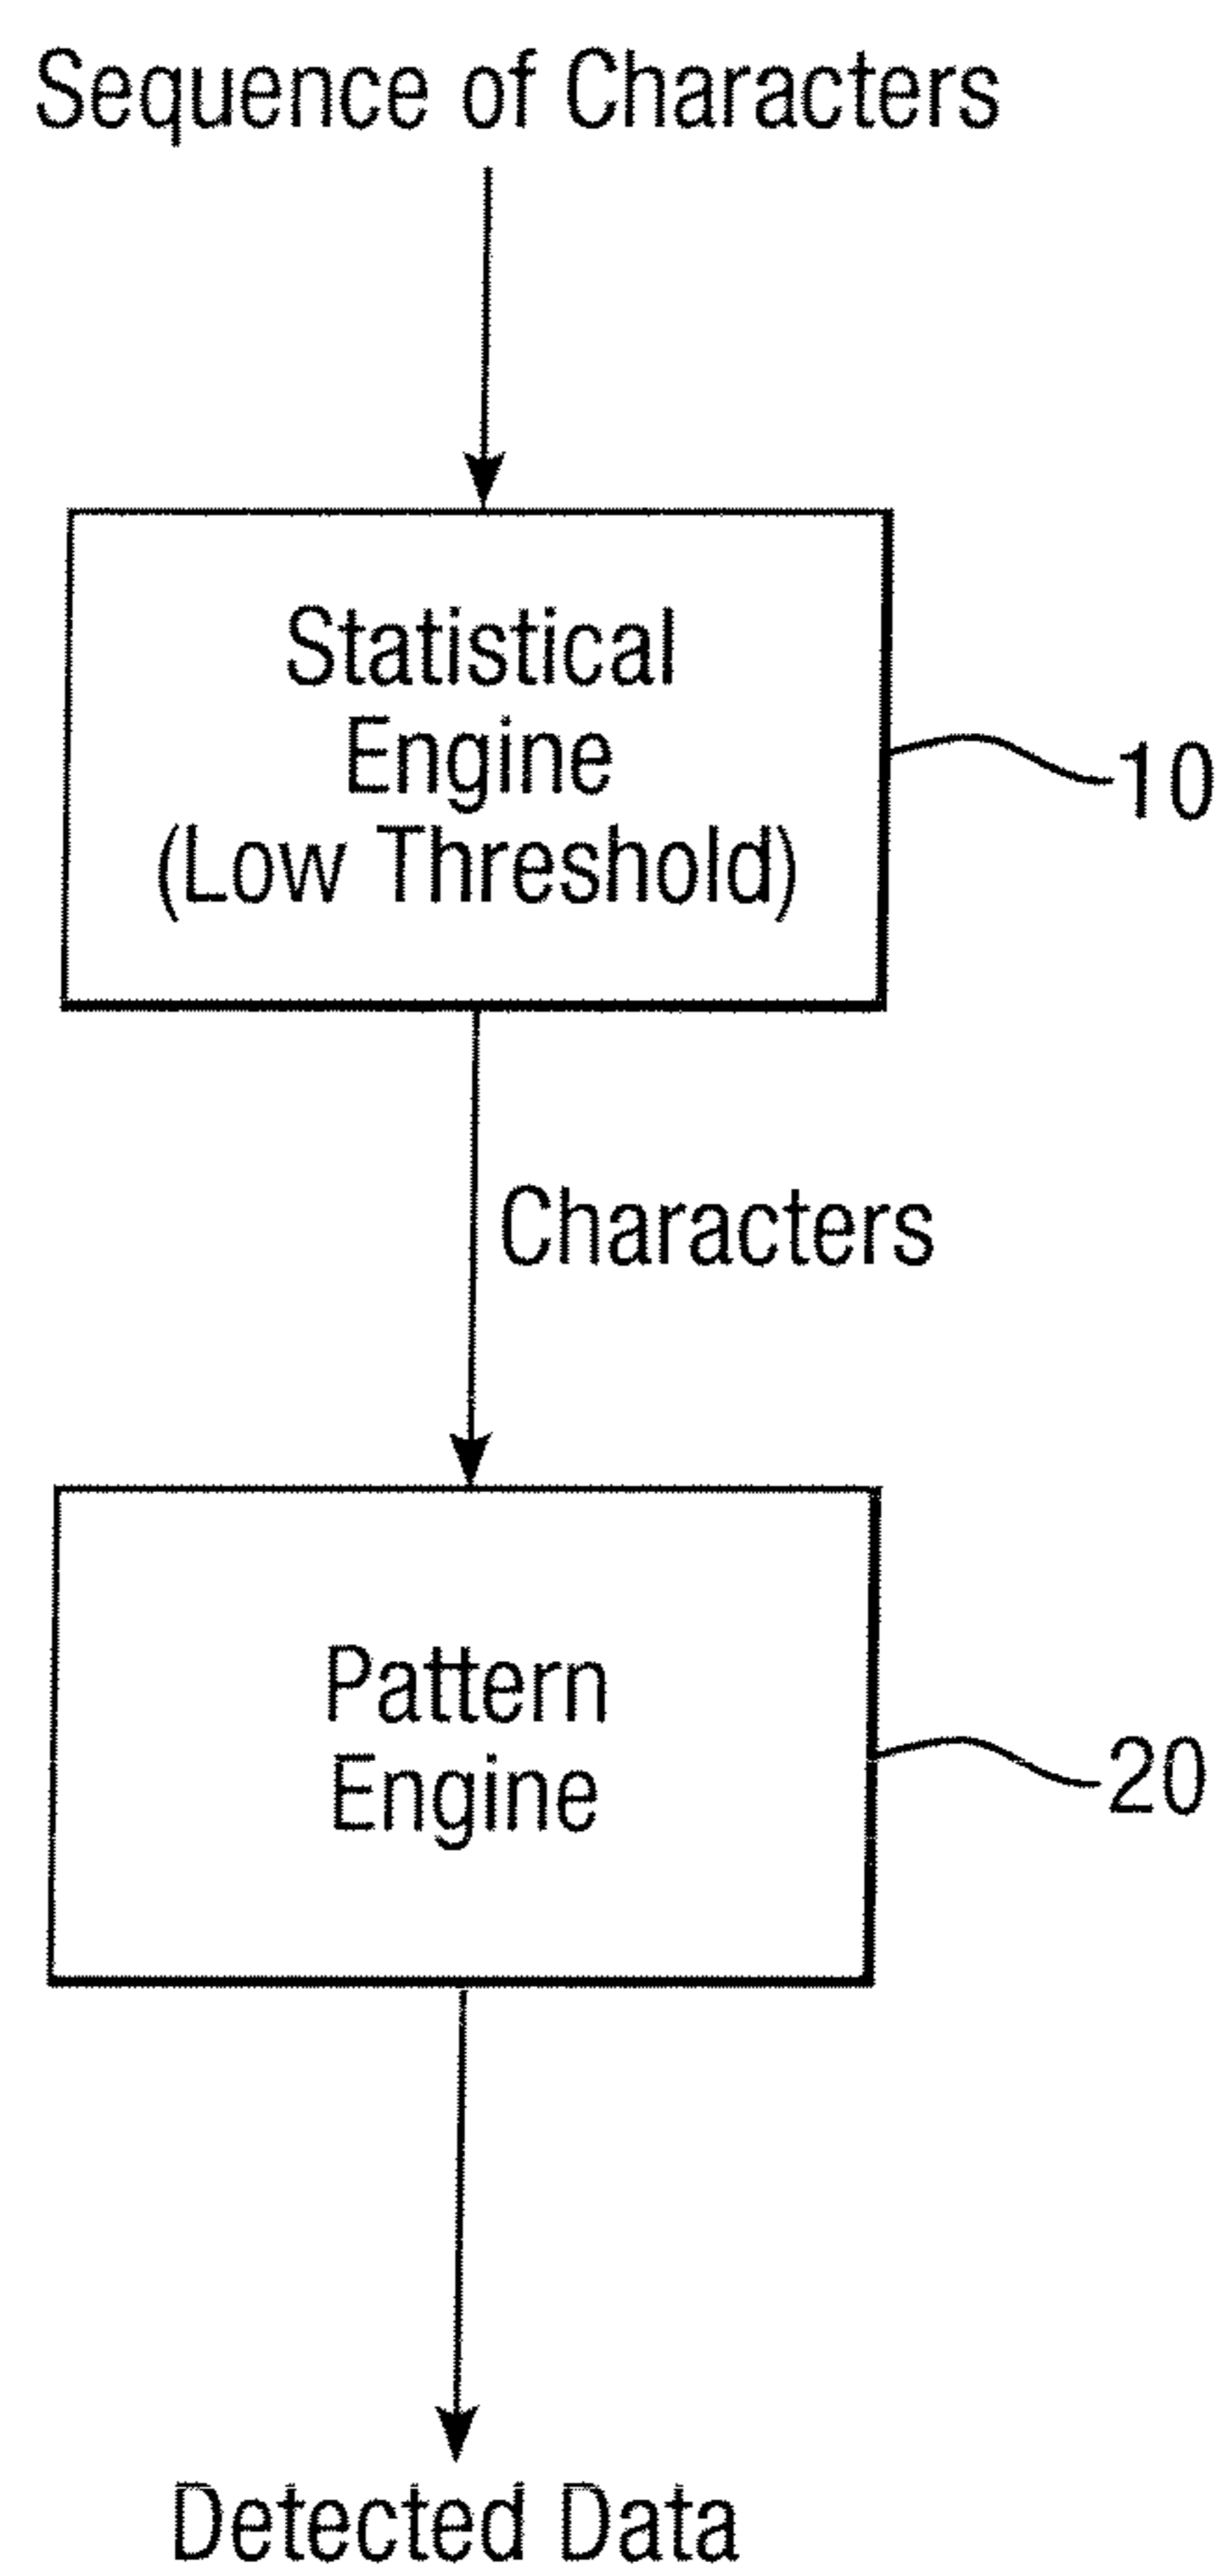 Sequence of Characters
Statistical
Engine
(Low Threshold)
10
Characters
Pattern
Engine
20
Detected Data